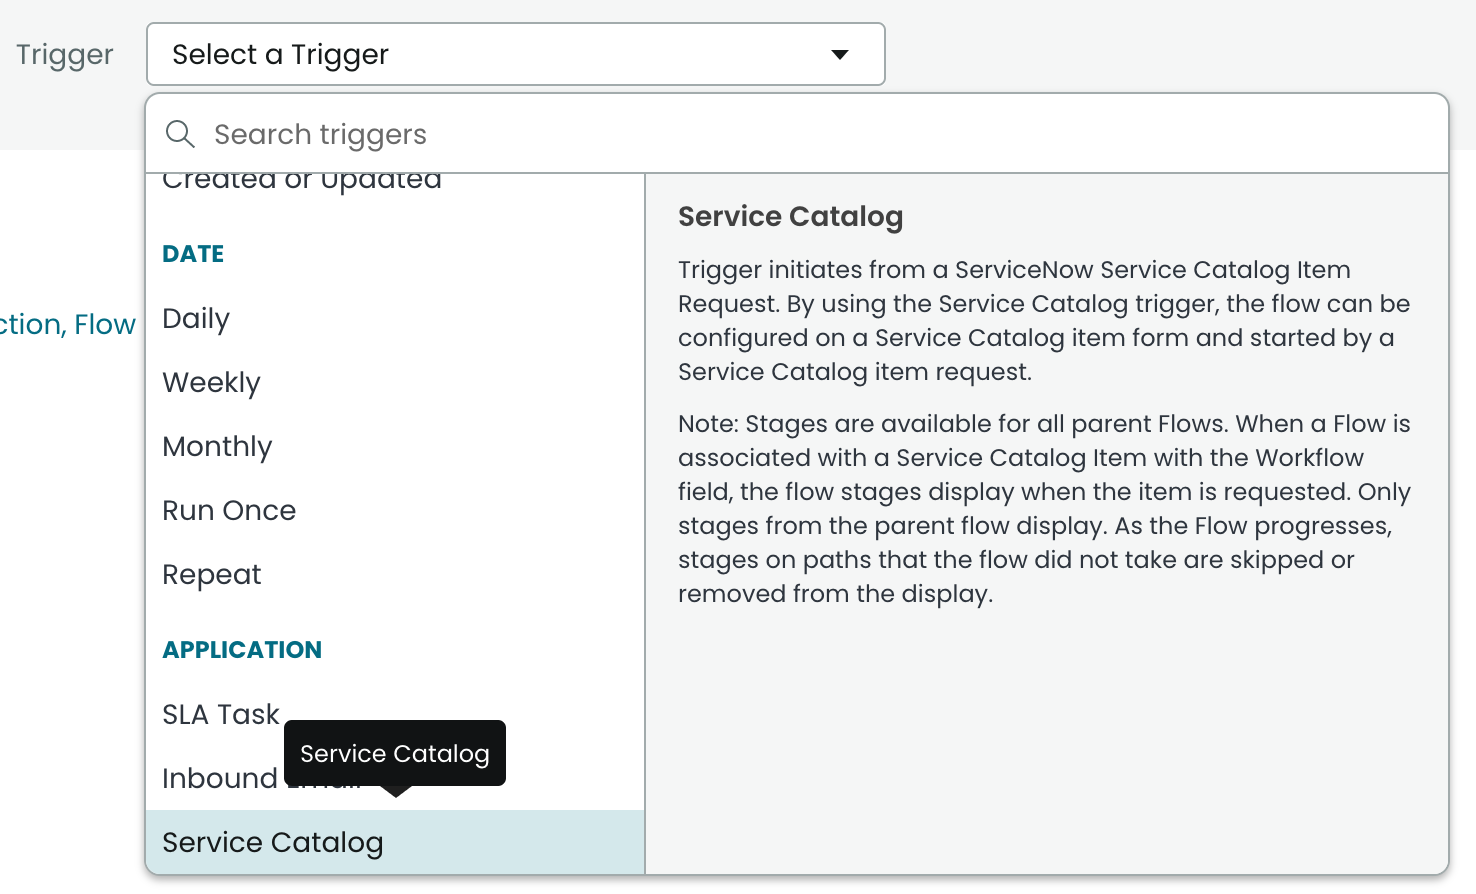 Trigger
Select a Trigger
Search triggers
Created or Updated
DATE
Daily
Weekly
Monthly
Run Once
Repeat
APPLICATION
SLA Task
Service Catalog
Inbound
Service Catalog
Flow
Service Catalog
Trigger initiates from a ServiceNow Service Catalog Item
Request. By using the Service Catalog trigger, the flow can be
configured on a Service Catalog item form and started by a
Service Catalog item request.
Note: Stages are available for all parent Flows. When a Flow is
associated with a Service Catalog Item with the Workflow
field, the flow stages display when the item is requested. Only
stages from the parent flow display. As the Flow progresses,
stages on paths that the flow did not take are skipped or
removed from the display.